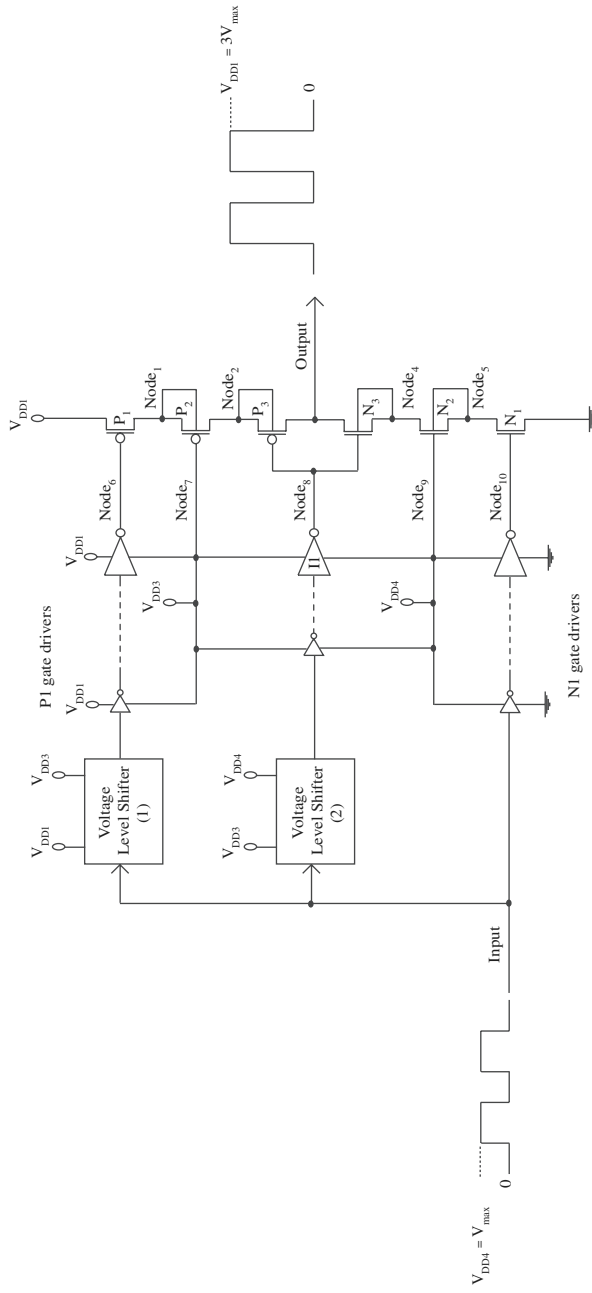 V_DD1 = 3V_max
0
V_DD1
P_1
Node_1
P_2
Node_2
P_3
Output
N_3
Node_4
N_2
Node_5
N_1
Node_6
Node_7
Node_8
Node_9
Node_10
V_DD1
I1
V_DD3
V_DD4
P1 gate drivers
N1 gate drivers
V_DD1
V_DD3
V_DD1
Voltage
Level Shifter
(1)
V_DD4
V_DD3
Voltage
Level Shifter
(2)
Input
V_DD4 = V_max
0